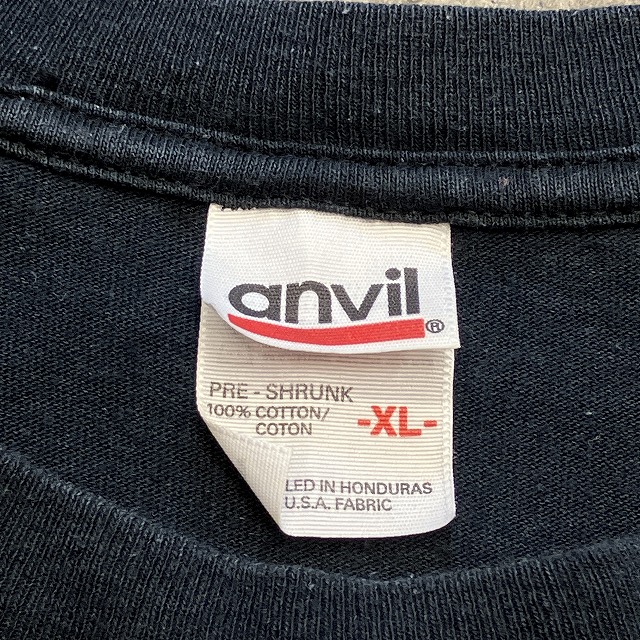 anvil®
PRE - SHRUNK
100% COTTON/
COTON
-XL-
LED IN HONDURAS
U.S.A. FABRIC